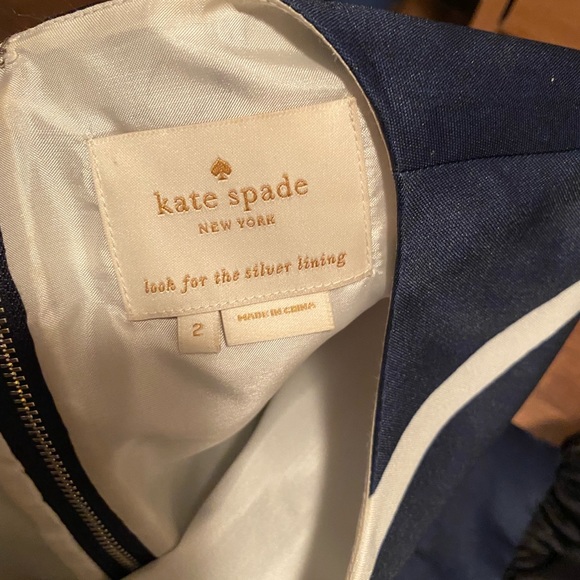 kate spade
NEW YORK
look for the silver lining
2
MADE IN CHINA